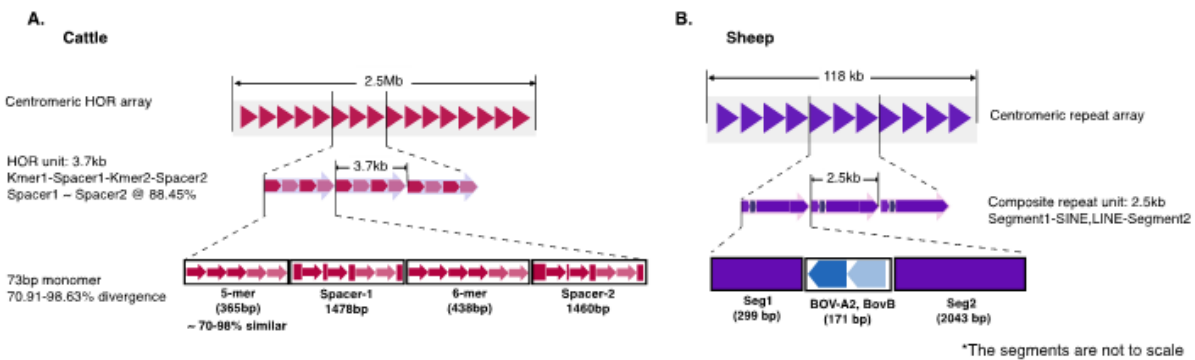 A.
Cattle
2.5Mb
Centromeric HOR array
HOR unit: 3.7kb
Kmer1-Spacer1-Kmer2-Spacer2
Spacer1 ~ Spacer2 @ 88.45%
3.7kb
73bp monomer
70.91-98.63% divergence
5-mer
(365bp)
~ 70-98% similar
Spacer-1
1478bp
6-mer
(438bp)
Spacer-2
1460bp
B.
Sheep
118 kb
Centromeric repeat array
2.5kb
Composite repeat unit: 2.5kb
Segment1-SINE,LINE-Segment2
Seg1
(299 bp)
BOV-A2, BovB
(171 bp)
Seg2
(2043 bp)
*The segments are not to scale